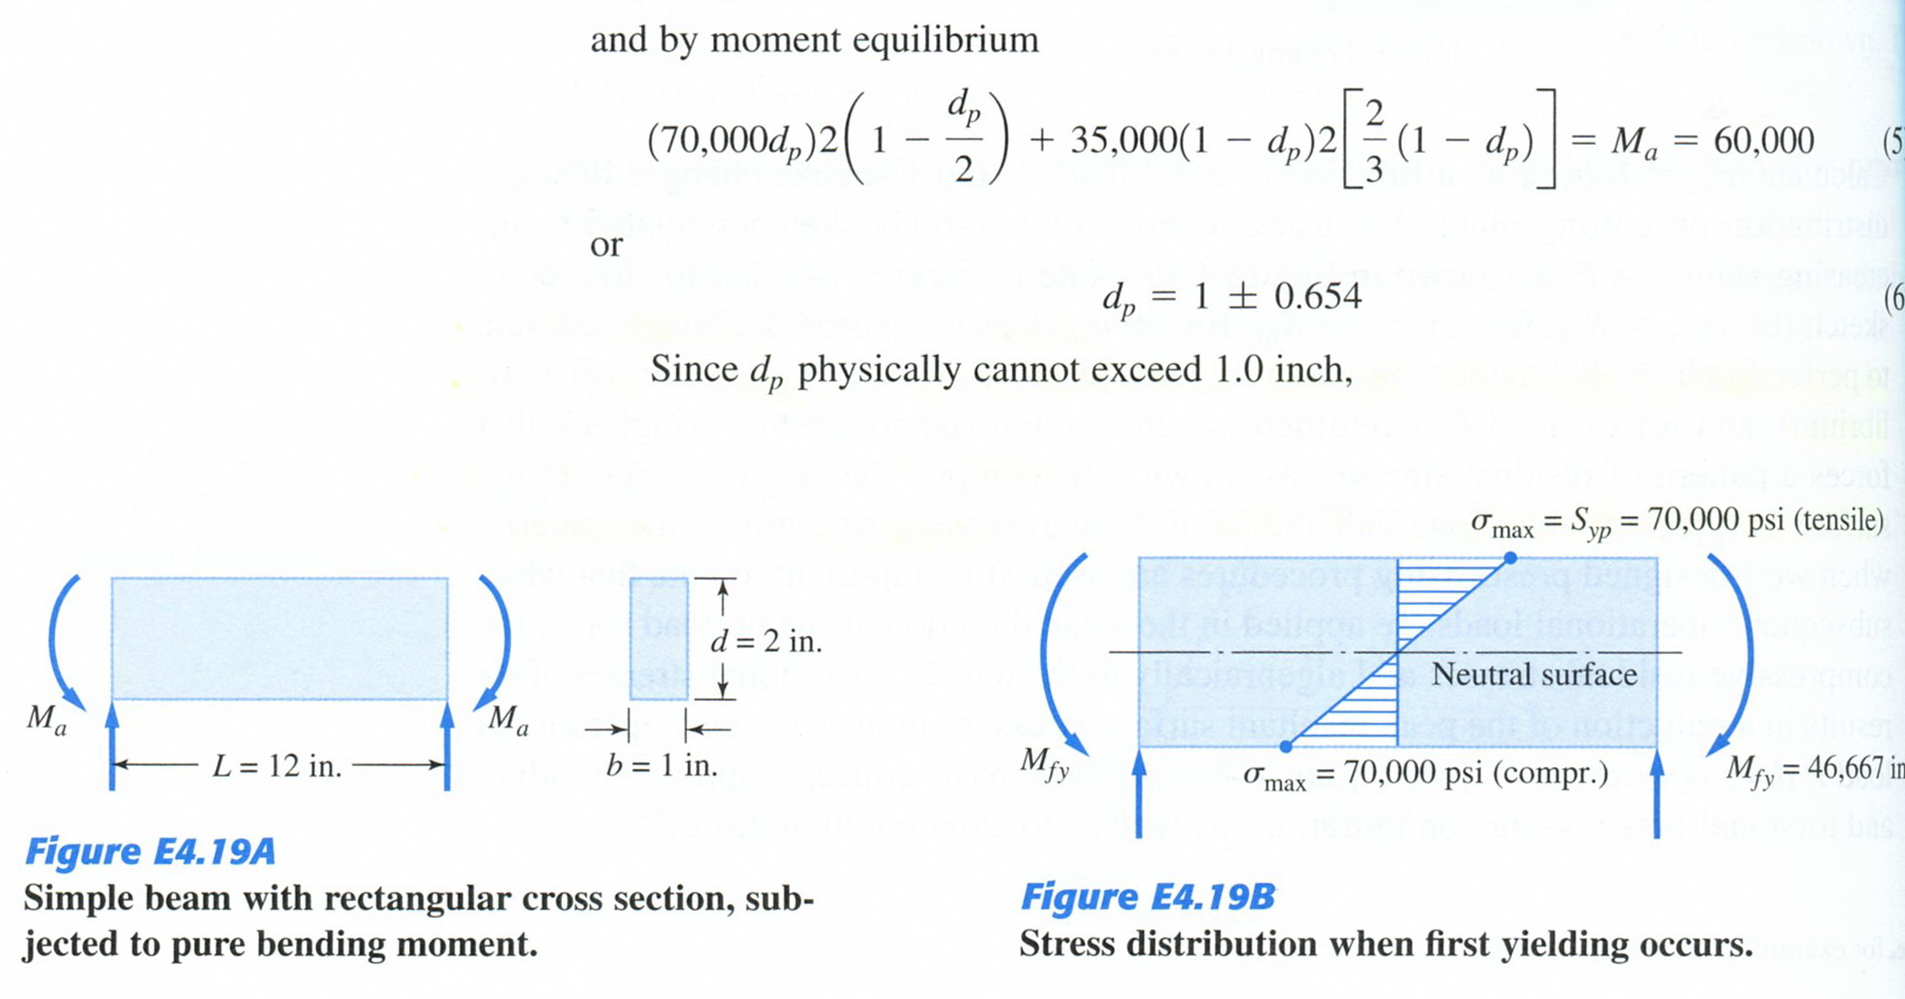 and by moment equilibrium
(70,000d_p)2(1 − d_p/2) + 35,000(1 − d_p)2[2/3(1 − d_p)] = M_a = 60,000 (5
or
d_p = 1 ± 0.654 (6
Since d_p physically cannot exceed 1.0 inch,
σ_max = S_yp = 70,000 psi (tensile)
d = 2 in.
Neutral surface
M_a
M_a
L = 12 in.
b = 1 in.
M_fy
σ_max = 70,000 psi (compr.)
M_fy = 46,667 in
Figure E4.19A
Simple beam with rectangular cross section, sub-
jected to pure bending moment.
Figure E4.19B
Stress distribution when first yielding occurs.